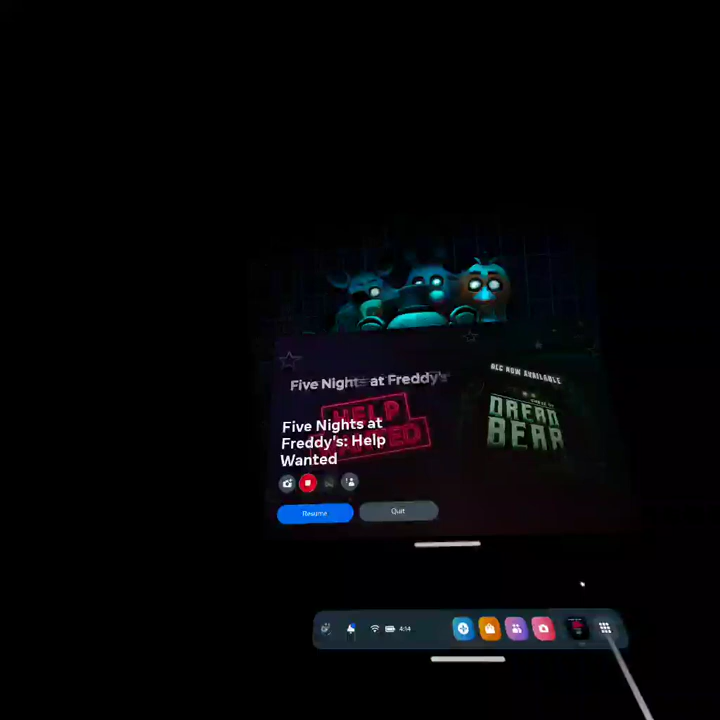 Five Nights at Freddy's
HELP
WANTED
ALL NOW AVAILABLE
DREAD
BEAR
Five Nights at
Freddy's: Help
Wanted
Resume
Quit
4:14